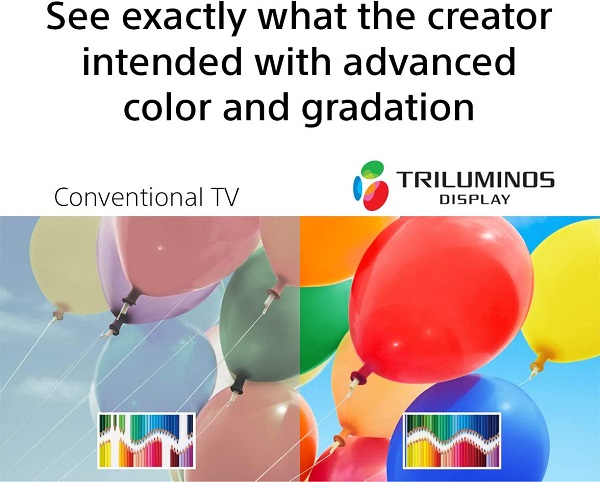 See exactly what the creator
intended with advanced
color and gradation
Conventional TV
TRILUMINOS
DISPLAY